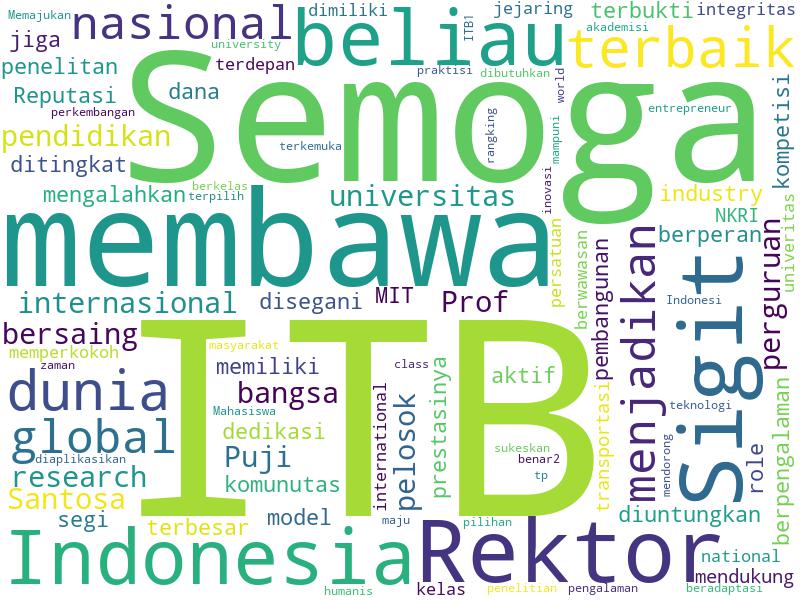 Memajukan
nasional
beliau
dimiliki
jejaring
terbukti
integritas
jiga
university
ITB1
akademisi
terbaik
penelitan
terdepan
praktisi
dibutuhkan
world
Reputasi
dana
Semoga
kompetisi
perkembangan
entrepreneur
pendidikan
terkemuka
rangking
mampuni
ditingkat
mengalahkan
berkelas
terpilih
universitas
inovasi
industry
univeritas
membawa
persatuan
NKRI
berperan
berwawasan
pembangunan
menjadikan
perguruan
internasional
disegani
MIT
Prof
Indonesi
Sigit
bersaing
ITB
memperkokoh
masyarakat
zaman
memiliki
class
aktif
dunia
bangsa
international
pelosok
prestasinya
transportasi
teknologi
berpengalaman
Mahasiswa
global
dedikasi
diaplikasikan
Puji
sukeskan
benar2
mendorong
role
research
komunutas
tp
Santosa
segi
terbesar
model
maju
pilihan
diuntungkan
Indonesia
Rektor
national
mendukung
humanis
kelas
penelitian
pengalaman
beradaptasi